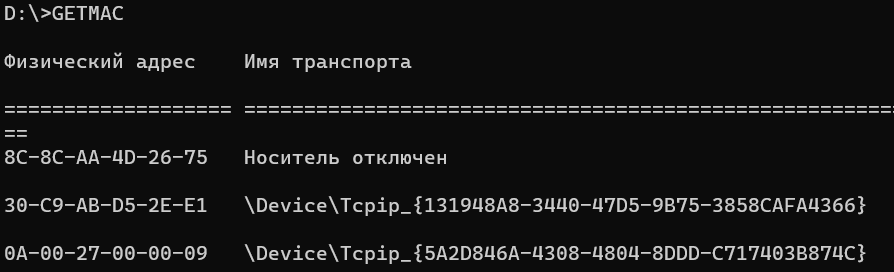 D:\>GETMAC
Физический адрес    Имя транспорта
=================== ======================================================
==
8C-8C-AA-4D-26-75   Носитель отключен
30-C9-AB-D5-2E-E1   \Device\Tcpip_{131948A8-3440-47D5-9B75-3858CAFA4366}
0A-00-27-00-00-09   \Device\Tcpip_{5A2D846A-4308-4804-8DDD-C717403B874C}